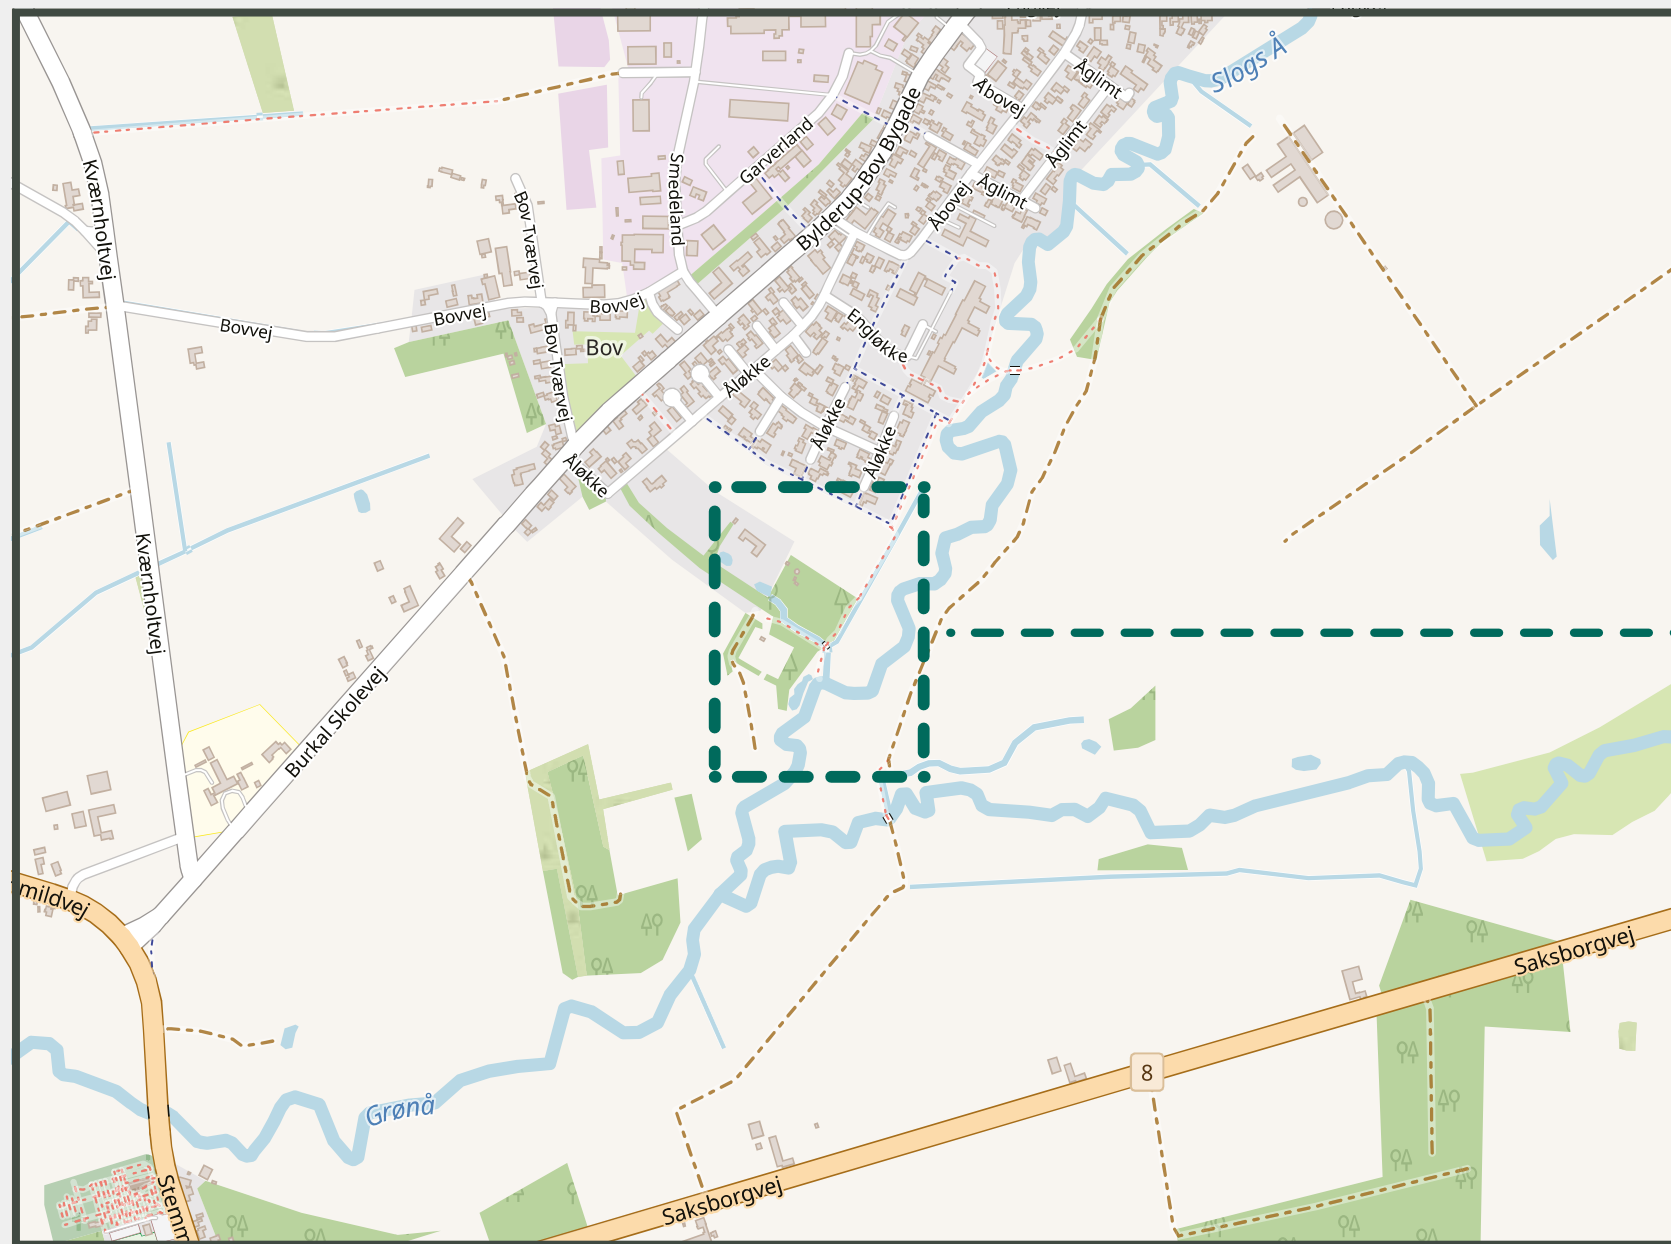 Slogs Å
Åglimt
Åbovej
Bylderup-Bov Bygade
Garverland
Åglimt
Smedeland
Kværnholtvej
Åglimt
Åbovej
Bov Tværvej
Bovvej
Bovvej
Bovvej
Engløkke
Bov
Bov Tværvej
Åløkke
Åløkke
Åløkke
Åløkke
Kværnholtvej
Burkal Skolevej
mildvej
Saksborgvej
8
Grønå
Saksborgvej
Stemm